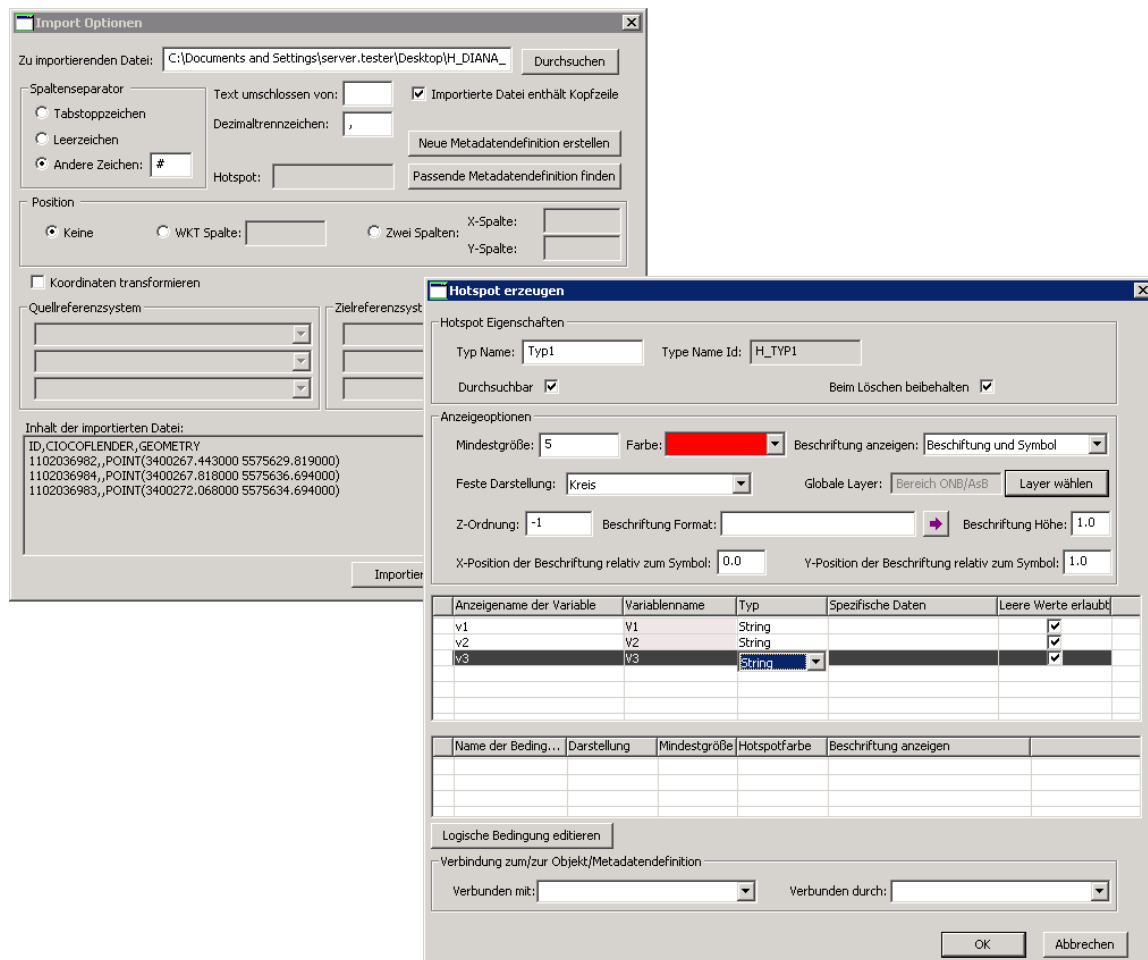 Import Optionen
Zu importierenden Datei: C:\Documents and Settings\server.tester\Desktop\H_DIANA_ Durchsuchen
Spaltenseparator
Tabstoppzeichen
Leerzeichen
Andere Zeichen: #
Text umschlossen von:
Importierte Datei enthält Kopfzeile
Dezimaltrennzeichen: ,
Neue Metadatendefinition erstellen
Hotspot:
Passende Metadatendefinition finden
Position
Keine WKT Spalte: Zwei Spalten:
X-Spalte:
Y-Spalte:
Koordinaten transformieren
Quellreferenzsystem
Zielreferenzsyst
Inhalt der importierten Datei:
ID,CIOCOFLENDER,GEOMETRY
1102036982,,POINT(3400267.443000 5575629.819000)
1102036984,,POINT(3400267.818000 5575636.694000)
1102036983,,POINT(3400272.068000 5575634.694000)
Importier
Hotspot erzeugen
Hotspot Eigenschaften
Typ Name: Typ1 Type Name Id: H_TYP1
Durchsuchbar Beim Löschen beibehalten
Anzeigeoptionen
Mindestgröße: 5 Farbe: Beschriftung anzeigen: Beschiftung und Symbol
Feste Darstellung: Kreis Globale Layer: Bereich ONB/AsB Layer wählen
Z-Ordnung: -1 Beschriftung Format: Beschriftung Höhe: 1.0
X-Position der Beschriftung relativ zum Symbol: 0.0 Y-Position der Beschriftung relativ zum Symbol: 1.0
Anzeigename der Variable Variablenname Typ Spezifische Daten Leere Werte erlaubt
v1 V1 String
v2 V2 String
v3 V3 String
Name der Beding... Darstellung Mindestgröße Hotspotfarbe Beschriftung anzeigen
Logische Bedingung editieren
Verbindung zum/zur Objekt/Metadatendefinition
Verbunden mit: Verbunden durch:
OK Abbrechen